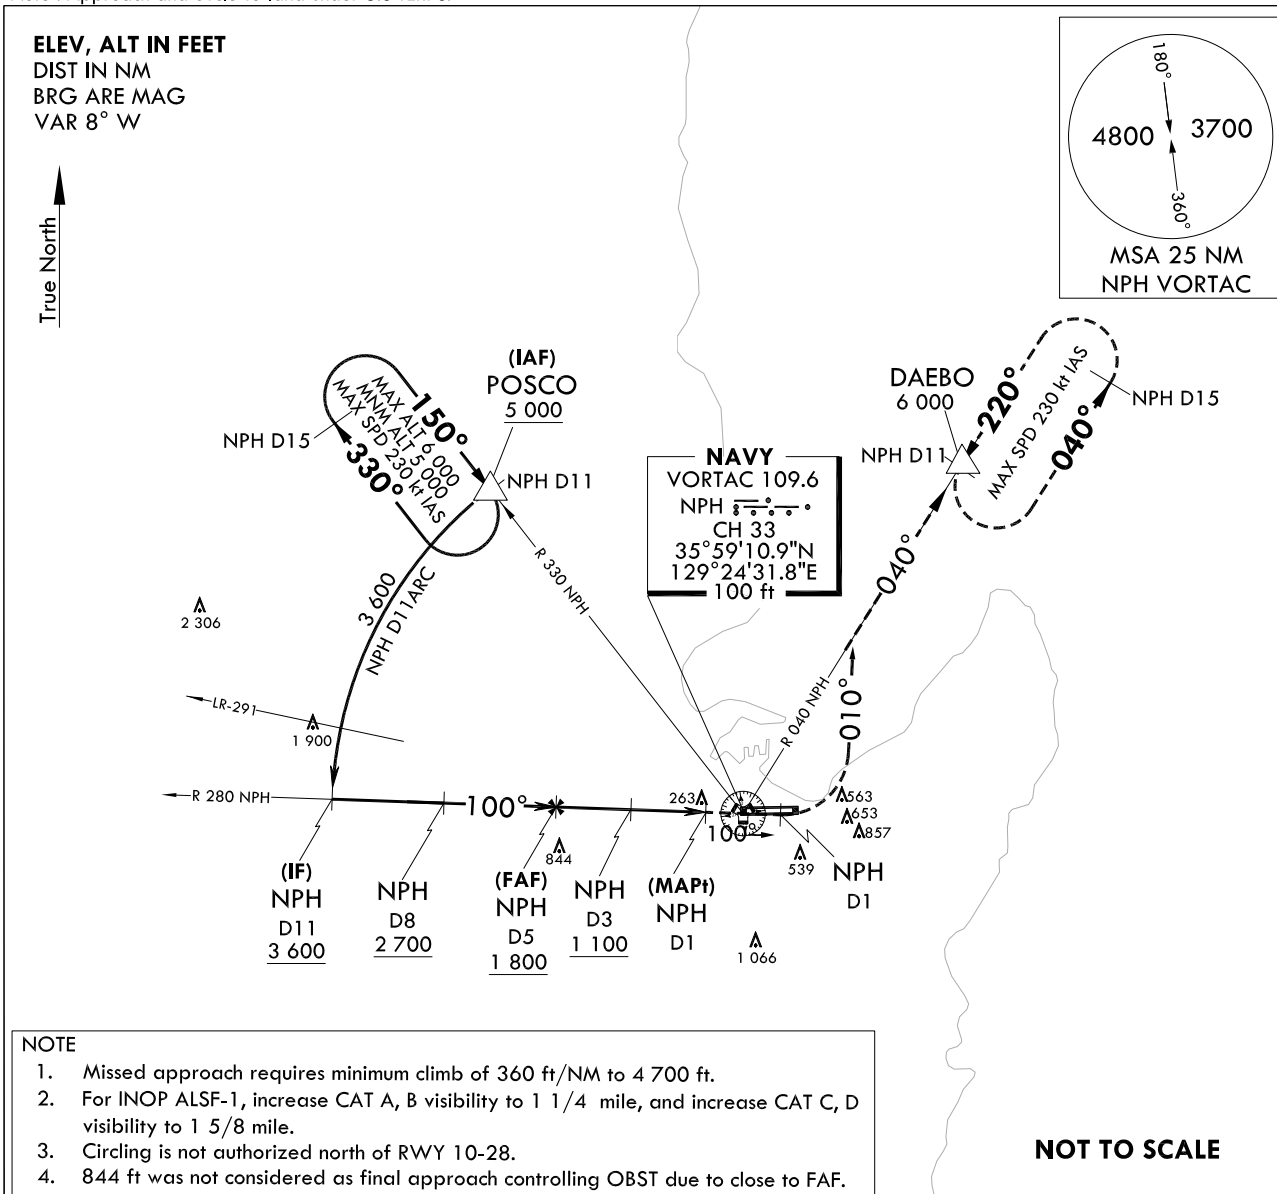 ELEV, ALT IN FEET
DIST IN NM
BRG ARE MAG
VAR 8° W
True North
180°
4800
3700
360°
MSA 25 NM
NPH VORTAC
(IAF)
POSCO
5 000
MAX ALT 6 000
MNM ALT 5 000
MAX SPD 230 kt IAS
150°
330°
NPH D15
NPH D11
DAEBO
6 000
NPH D11
220°
MAX SPD 230 kt IAS
040°
NPH D15
NAVY
VORTAC 109.6
NPH
CH 33
35°59'10.9"N
129°24'31.8"E
100 ft
R 330 NPH
040°
3 600
NPH D11ARC
2 306
LR-291
1 900
R 040 NPH
010°
R 280 NPH
100°
263
100°
563
653
857
844
539
(IF)
NPH
D11
3 600
NPH
D8
2 700
(FAF)
NPH
D5
1 800
NPH
D3
1 100
(MAPt)
NPH
D1
NPH
D1
1 066
NOTE
1. Missed approach requires minimum climb of 360 ft/NM to 4 700 ft.
2. For INOP ALSF-1, increase CAT A, B visibility to 1 1/4 mile, and increase CAT C, D
visibility to 1 5/8 mile.
3. Circling is not authorized north of RWY 10-28.
4. 844 ft was not considered as final approach controlling OBST due to close to FAF.
NOT TO SCALE